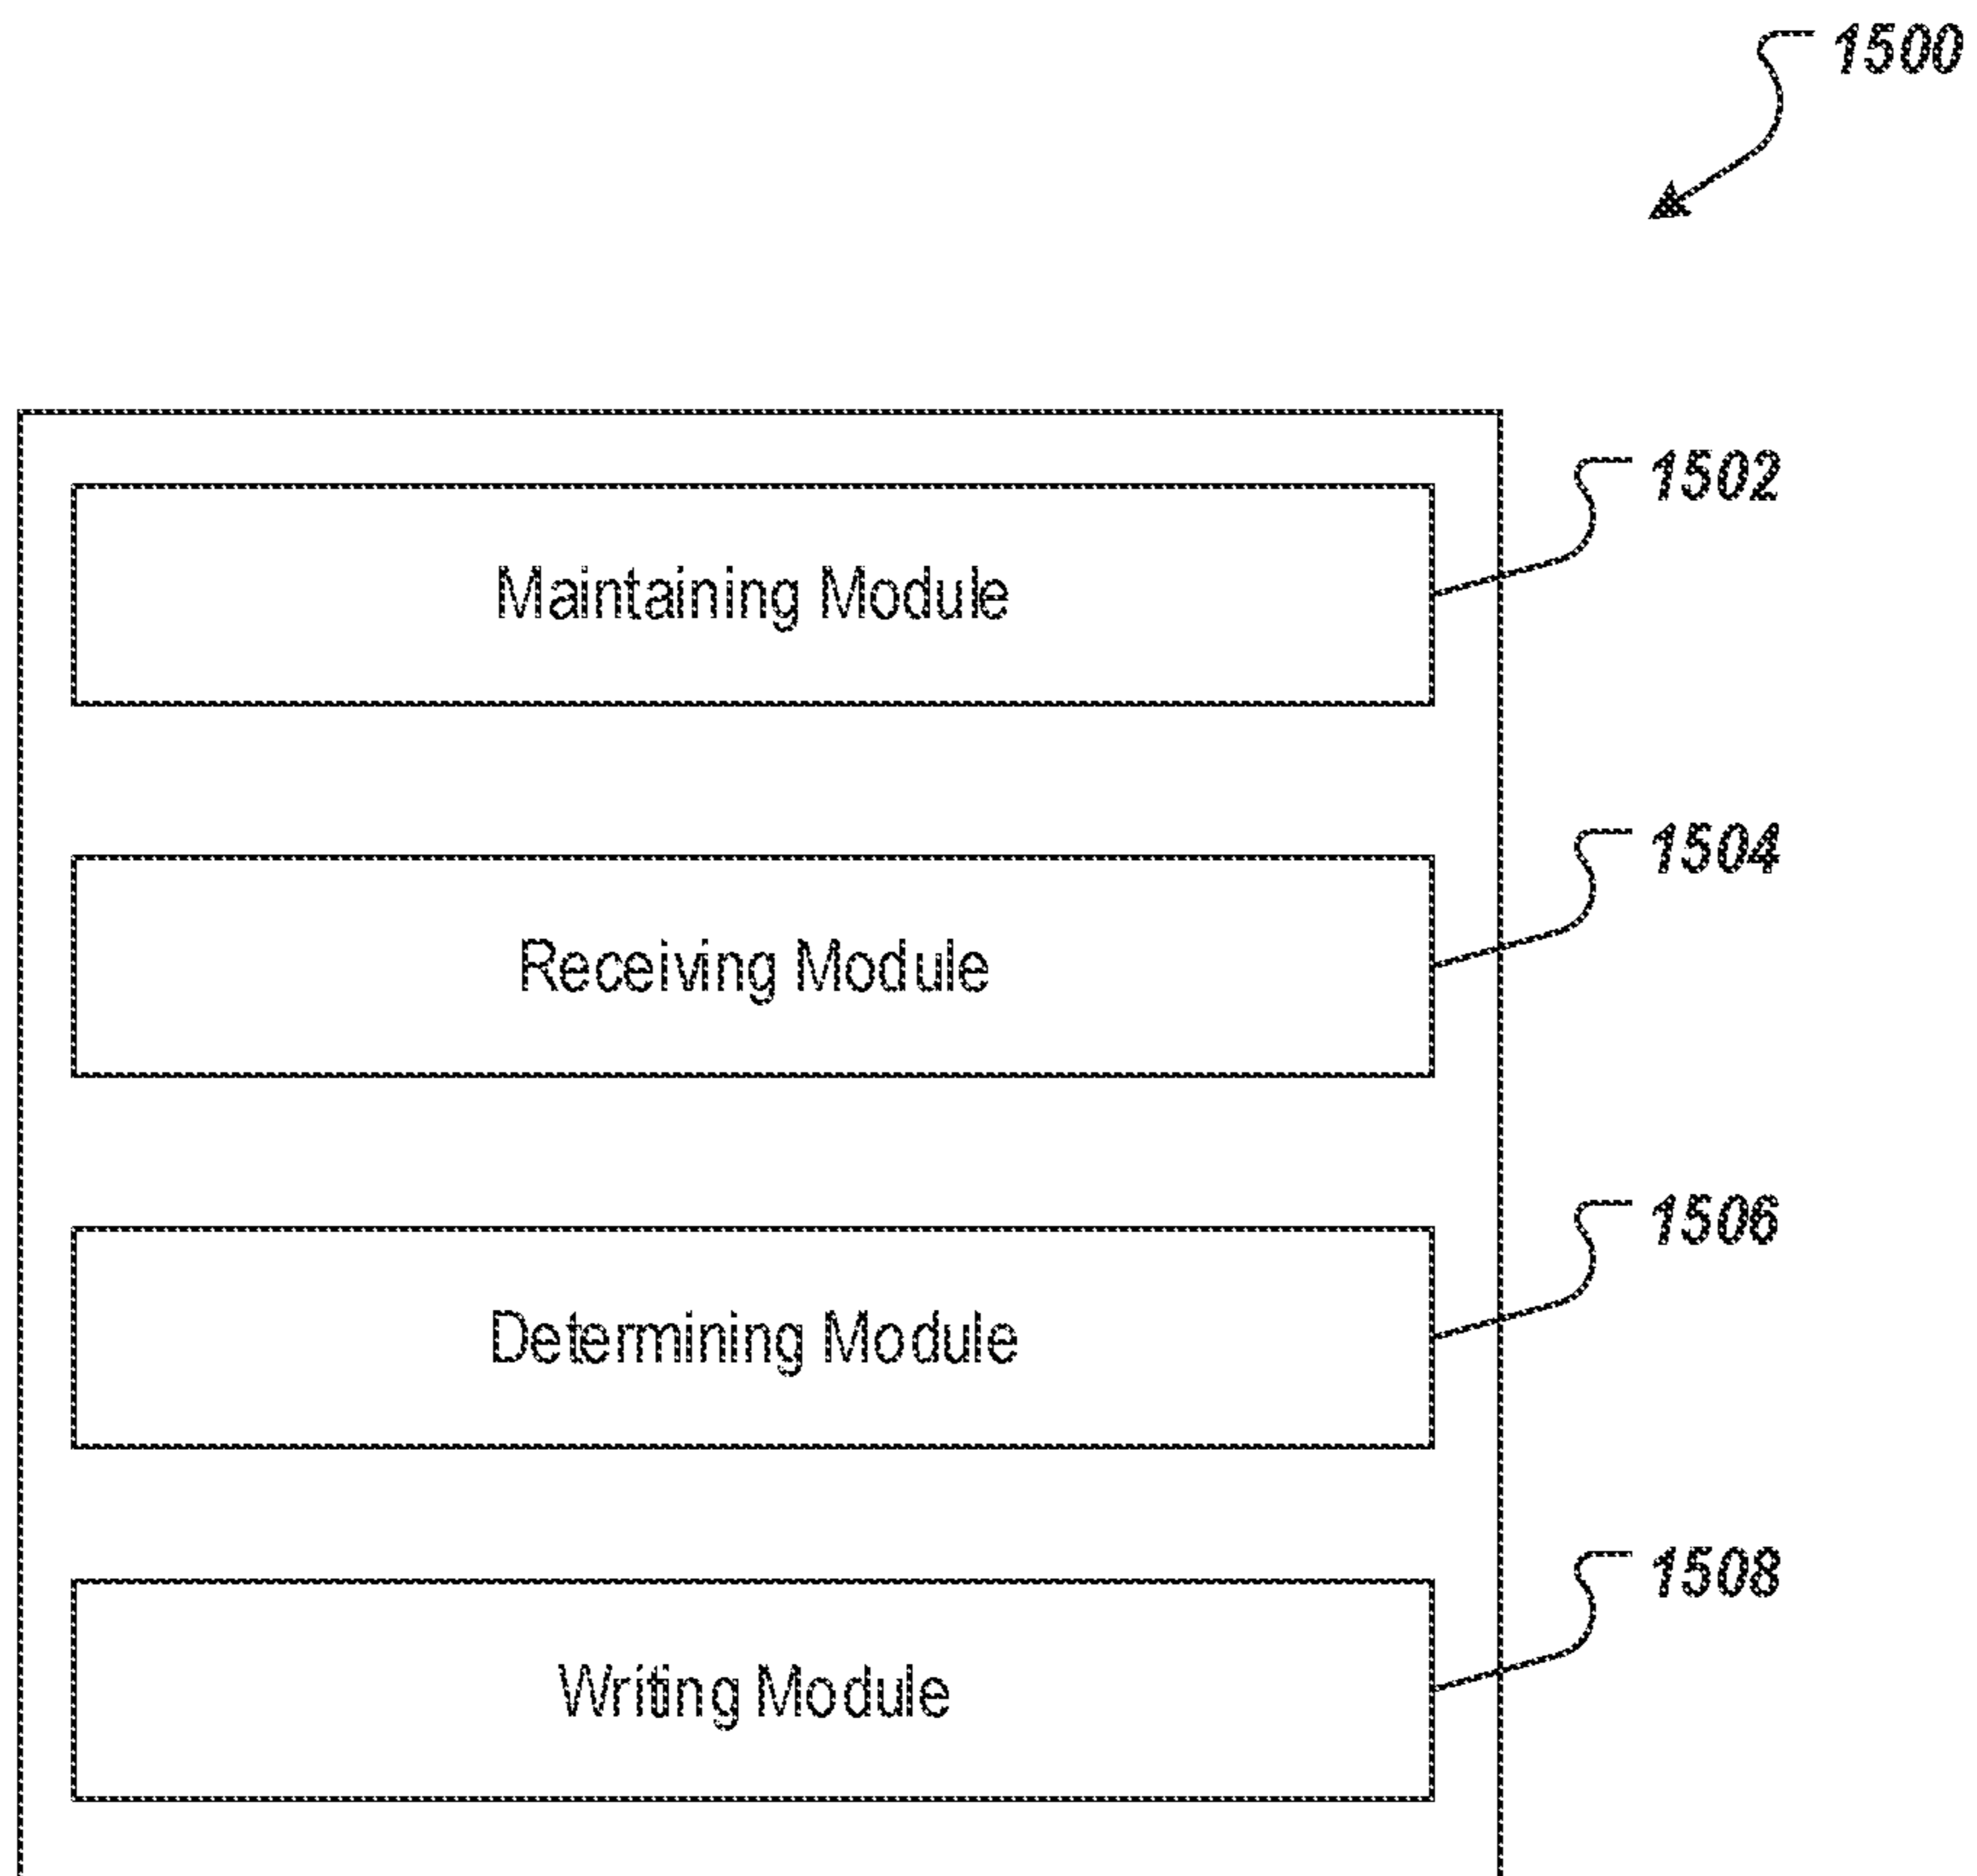 1500
1502
Maintaining Module
1504
Receiving Module
1506
Determining Module
1508
Writing Module